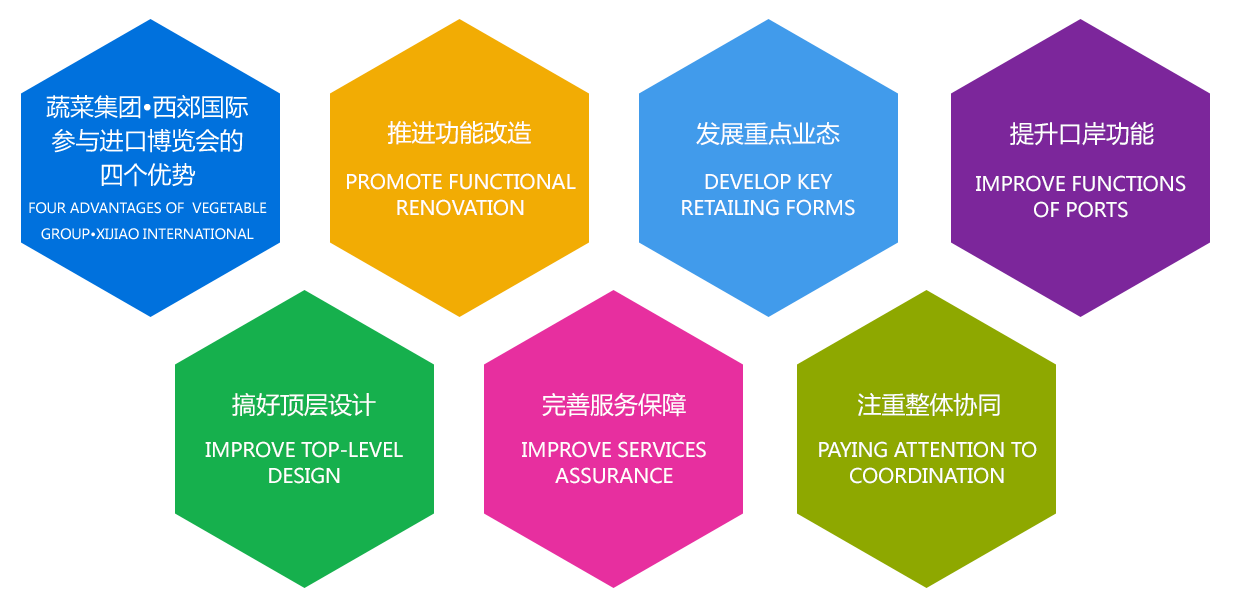 蔬菜集团•西郊国际
参与进口博览会的
四个优势
FOUR ADVANTAGES OF VEGETABLE
GROUP•XIJIAO INTERNATIONAL
推进功能改造
PROMOTE FUNCTIONAL
RENOVATION
发展重点业态
DEVELOP KEY
RETAILING FORMS
提升口岸功能
IMPROVE FUNCTIONS
OF PORTS
搞好顶层设计
IMPROVE TOP-LEVEL
DESIGN
完善服务保障
IMPROVE SERVICES
ASSURANCE
注重整体协同
PAYING ATTENTION TO
COORDINATION